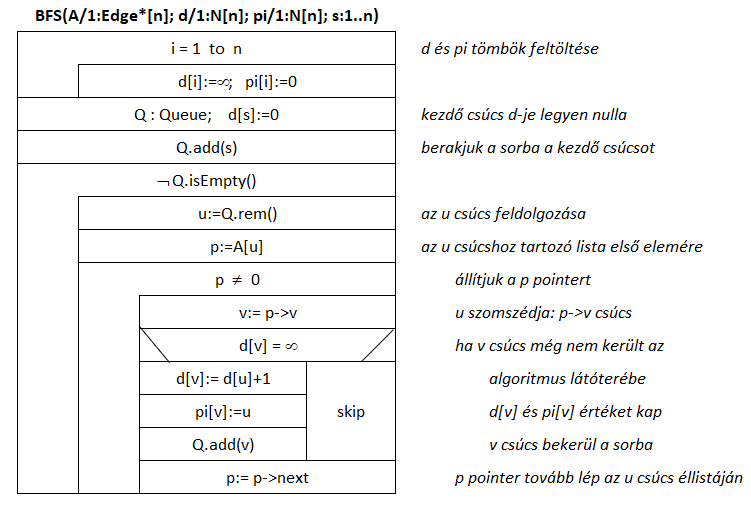 BFS(A/1:Edge*[n]; d/1:N[n]; pi/1:N[n]; s:1..n)
i = 1 to n d és pi tömbök feltöltése
d[i]:=∞; pi[i]:=0
Q : Queue; d[s]:=0 kezdő csúcs d-je legyen nulla
Q.add(s) berakjuk a sorba a kezdő csúcsot
¬ Q.isEmpty()
u:=Q.rem() az u csúcs feldolgozása
p:=A[u] az u csúcshoz tartozó lista első elemére
p ≠ 0 állítjuk a p pointert
v:= p->v u szomszédja: p->v csúcs
d[v] = ∞ ha v csúcs még nem került az
d[v]:= d[u]+1 algoritmus látóterébe
pi[v]:=u skip d[v] és pi[v] értéket kap
Q.add(v) v csúcs bekerül a sorba
p:= p->next p pointer tovább lép az u csúcs éllistáján